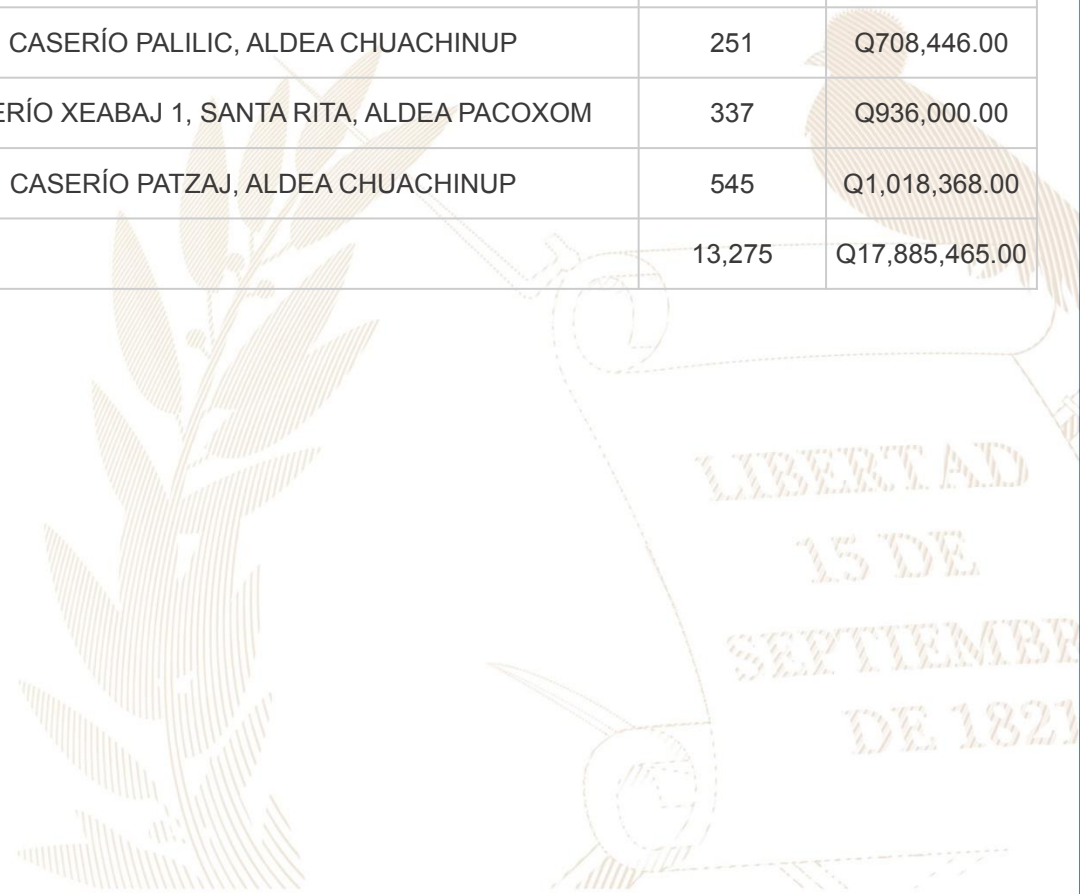 CASERÍO PALILIC, ALDEA CHUACHINUP 251 Q708,446.00
ERÍO XEABAJ 1, SANTA RITA, ALDEA PACOXOM 337 Q936,000.00
CASERÍO PATZAJ, ALDEA CHUACHINUP 545 Q1,018,368.00
13,275 Q17,885,465.00
LIBERTAD
15 DE
SEPTIEMBR
DE 1821